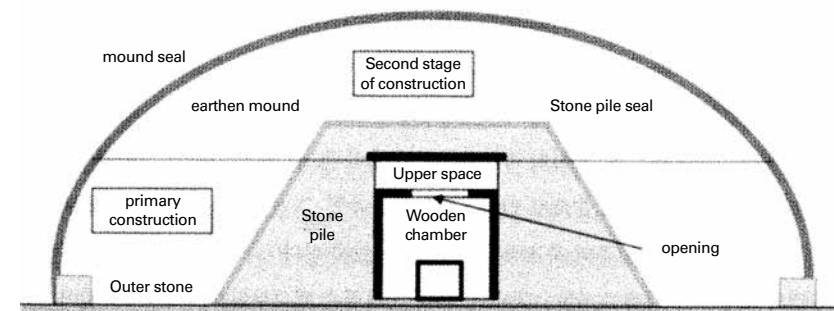 Second stage
of construction
mound seal
earthen mound
Stone pile seal
Upper space
primary
construction
Stone
pile
Wooden
chamber
opening
Outer stone